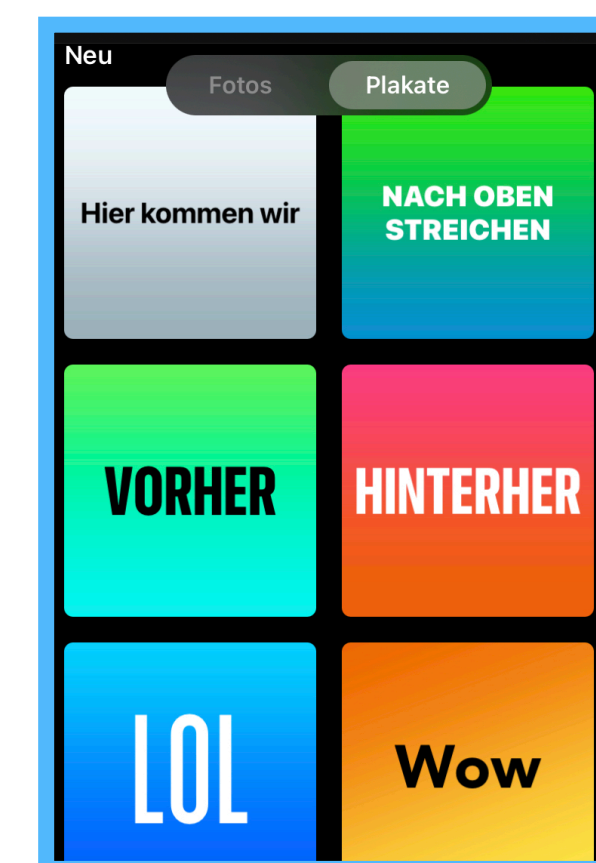 Neu
Fotos
Plakate
Hier kommen wir
NACH OBEN
STREICHEN
VORHER
HINTERHER
LOL
Wow